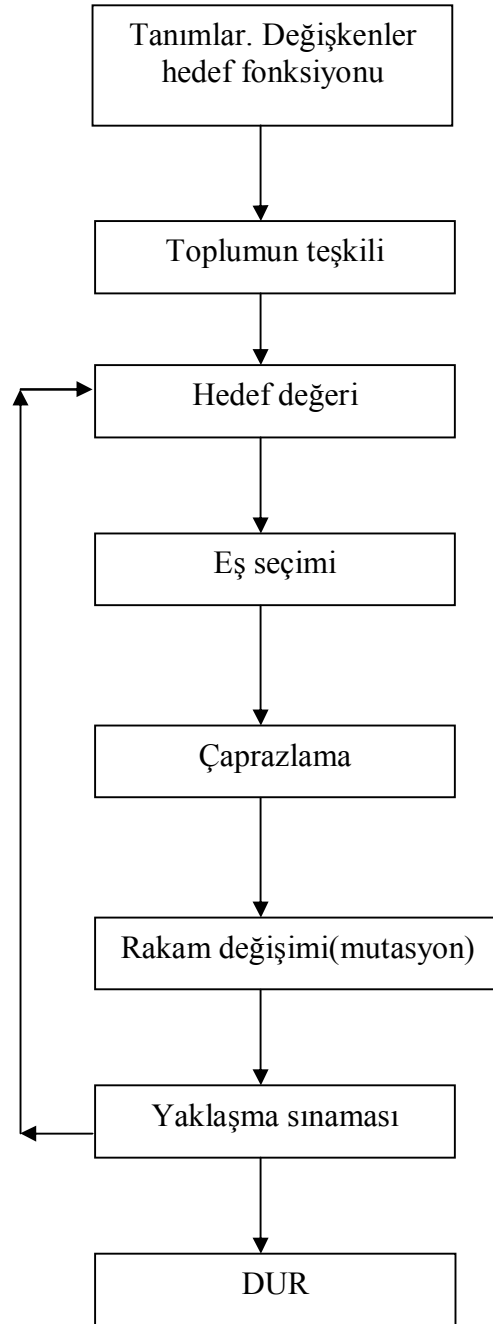 Tanımlar. Değişkenler
hedef fonksiyonu
Toplumun teşkili
Hedef değeri
Eş seçimi
Çaprazlama
Rakam değişimi(mutasyon)
Yaklaşma sınaması
DUR